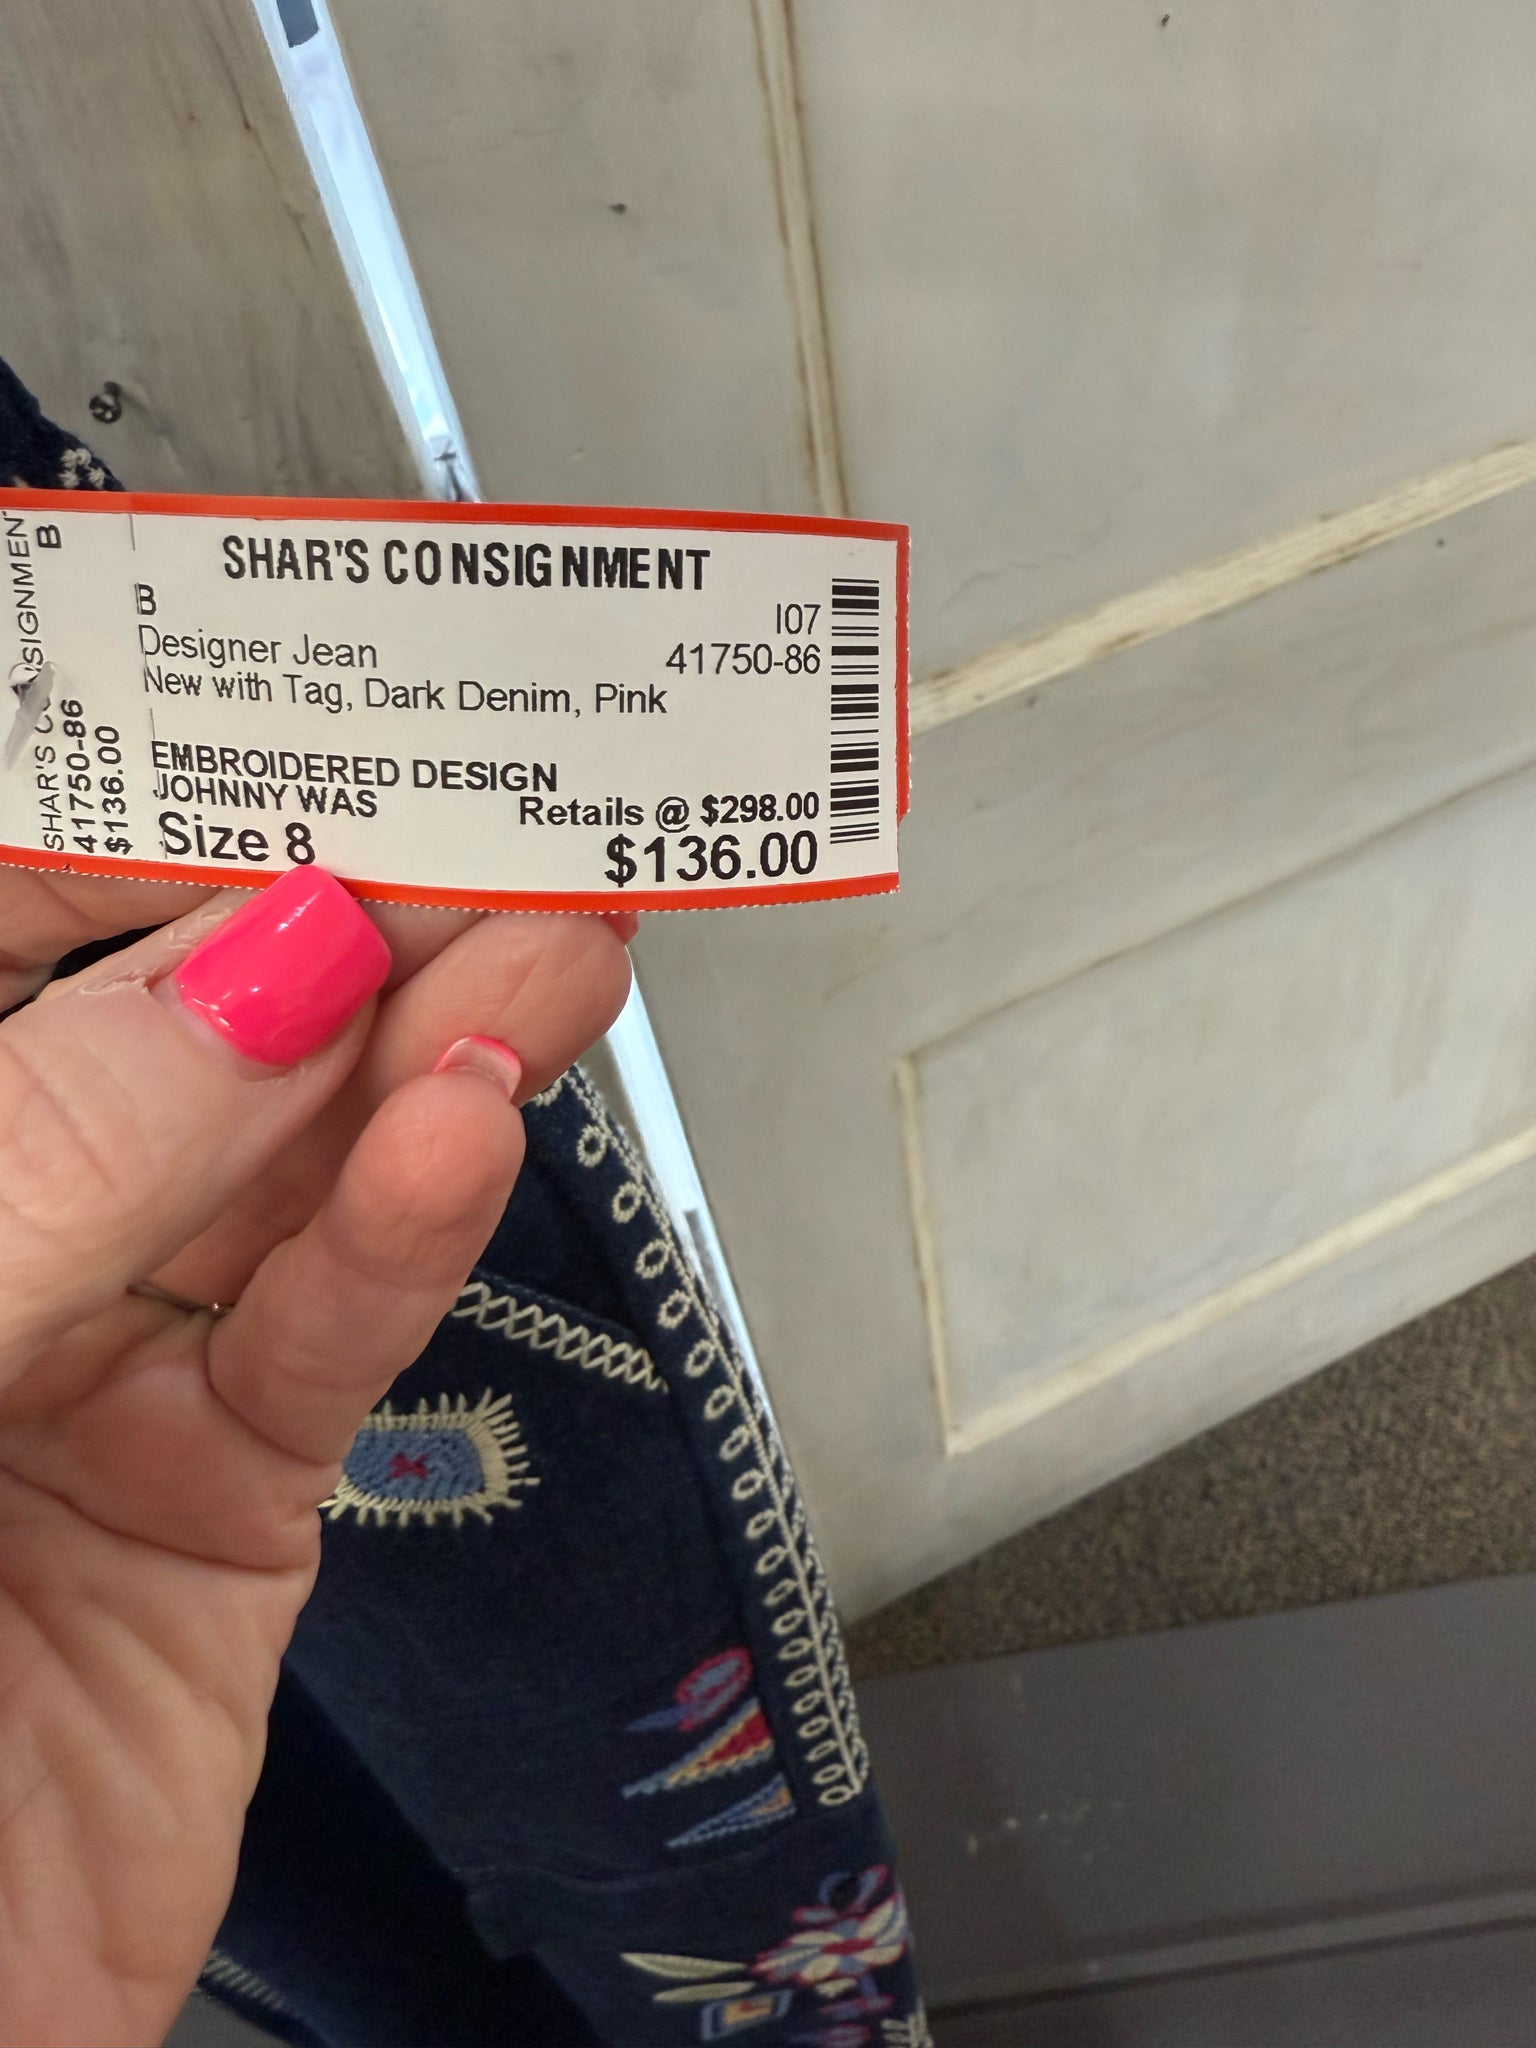 SHAR'S CONSIGNMENT
B
I07
Designer Jean
41750-86
New with Tag, Dark Denim, Pink
EMBROIDERED DESIGN
JOHNNY WAS
Retails @ $298.00
Size 8
$136.00
B
41750-86
$136.00